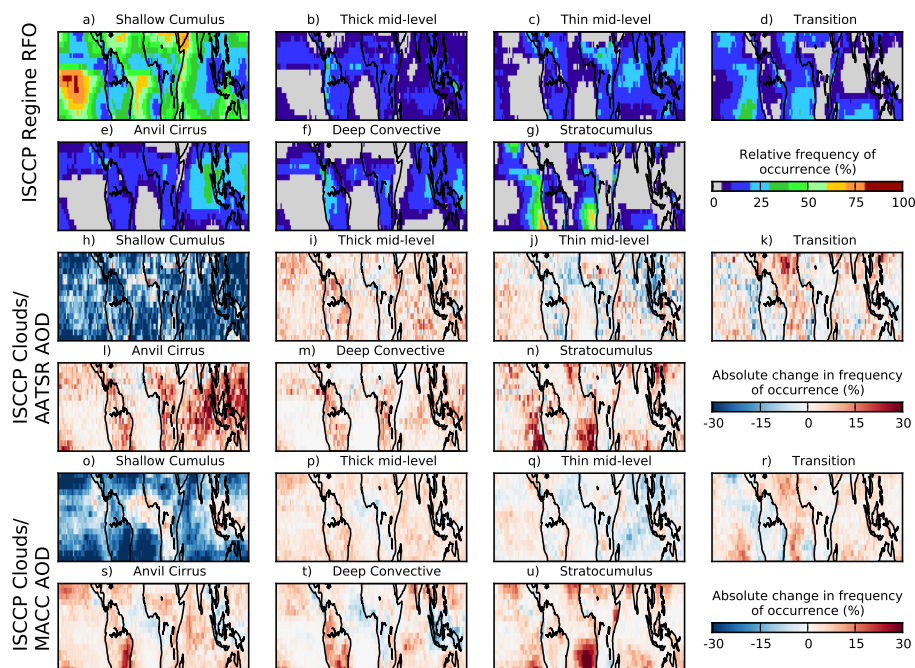 a) Shallow Cumulus
b) Thick mid-level
c) Thin mid-level
d) Transition
ISCCP Regime RFO
e) Anvil Cirrus
f) Deep Convective
g) Stratocumulus
Relative frequency of
occurrence (%)
0 25 50 75 100
h) Shallow Cumulus
i) Thick mid-level
j) Thin mid-level
k) Transition
ISCCP Clouds/
AATSR AOD
l) Anvil Cirrus
m) Deep Convective
n) Stratocumulus
Absolute change in frequency
of occurrence (%)
-30 -15 0 15 30
o) Shallow Cumulus
p) Thick mid-level
q) Thin mid-level
r) Transition
ISCCP Clouds/
MACC AOD
s) Anvil Cirrus
t) Deep Convective
u) Stratocumulus
Absolute change in frequency
of occurrence (%)
-30 -15 0 15 30